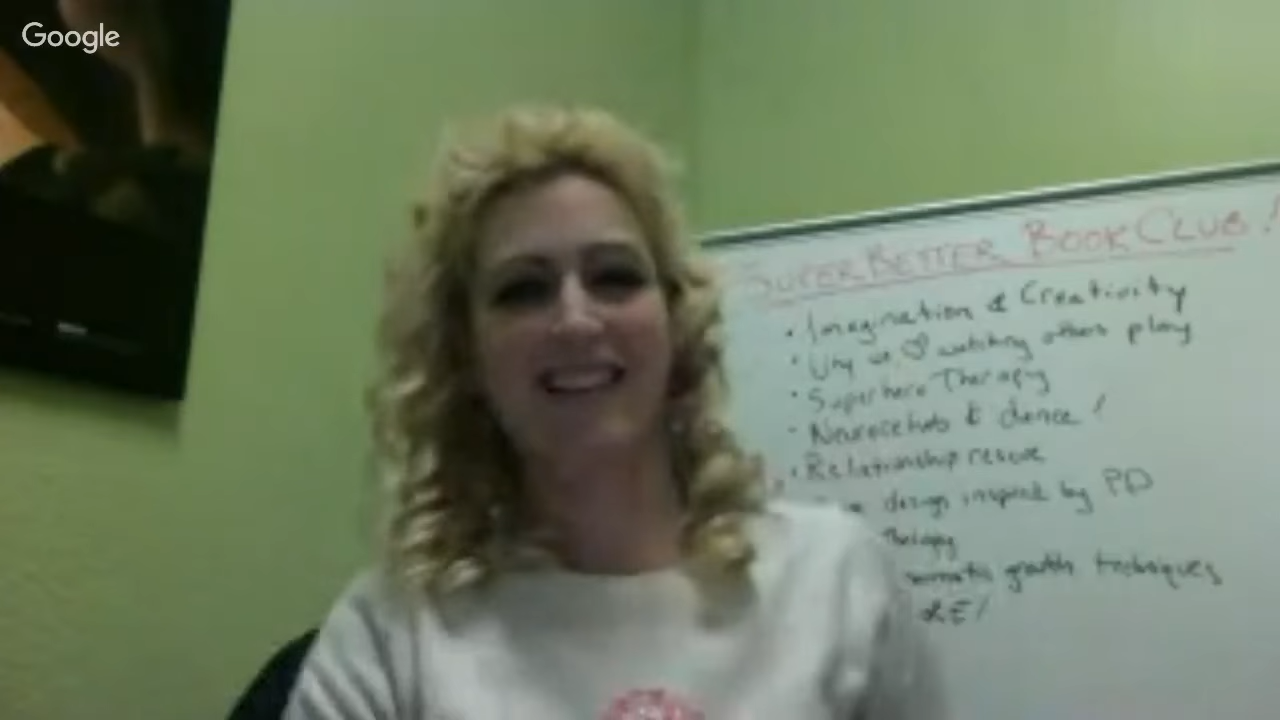 Google
SUPERBETTER BOOK CLUB!
• Imagination & Creativity
• Why we ♡ watching others play
• Superhero Therapy
• Neurorehab & dance!
• Relationship rescue
design inspired by PD
Therapy
growth techniques